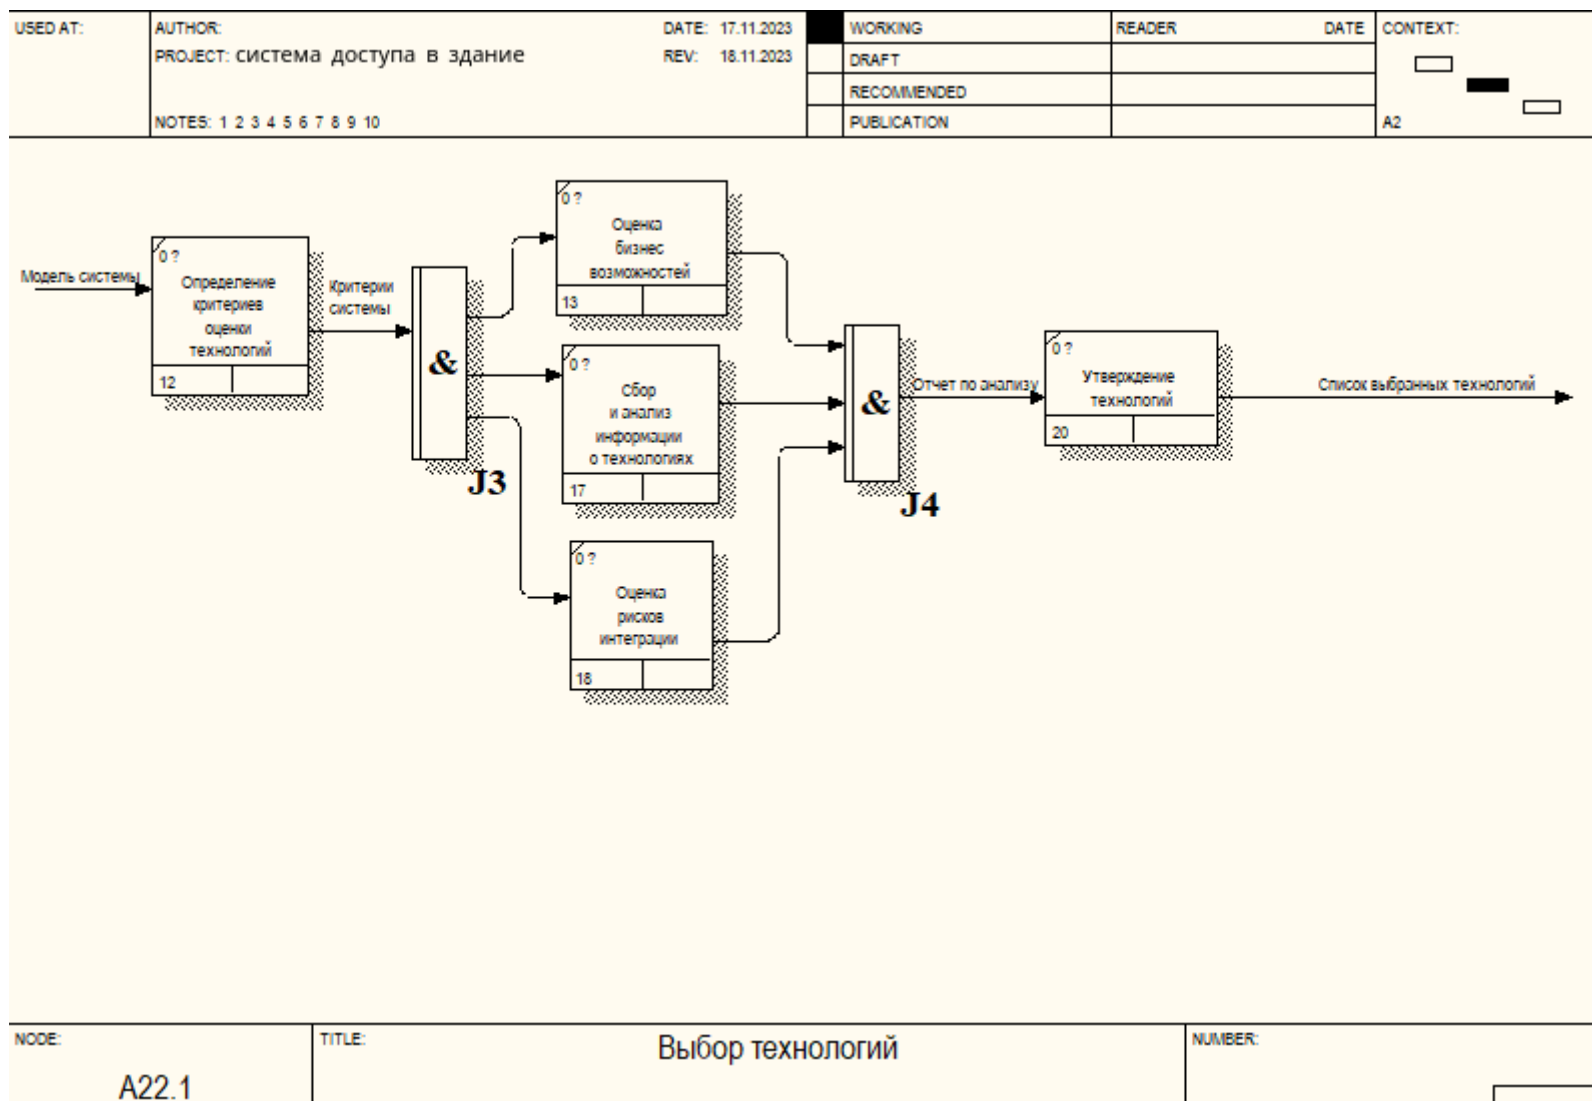 USED AT:
AUTHOR:
DATE: 17.11.2023
PROJECT: система доступа в здание
REV: 18.11.2023
NOTES: 1 2 3 4 5 6 7 8 9 10
WORKING
DRAFT
RECOMMENDED
PUBLICATION
READER
DATE
CONTEXT:
A2
Модель системы
0 ?
Определение
критериев
оценки
технологий
12
Критерии
системы
&
J3
0 ?
Оценка
бизнес
возможностей
13
0 ?
Сбор
и анализ
информации
о технологиях
17
0 ?
Оценка
рисков
интеграции
18
&
J4
Отчет по анализу
0 ?
Утверждение
технологий
20
Список выбранных технологий
NODE:
A22.1
TITLE:
Выбор технологий
NUMBER: